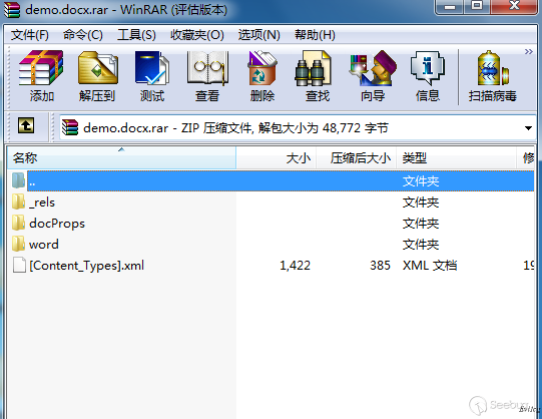 demo.docx.rar - WinRAR (评估版本)
文件(F) 命令(C) 工具(S) 收藏夹(O) 选项(N) 帮助(H)
添加 解压到 测试 查看 删除 查找 向导 信息 扫描病毒
demo.docx.rar - ZIP 压缩文件, 解包大小为 48,772 字节
名称 大小 压缩后大小 类型 修
.. 文件夹
_rels 文件夹
docProps 文件夹
word 文件夹
[Content_Types].xml 1,422 385 XML 文档 19
Seebug